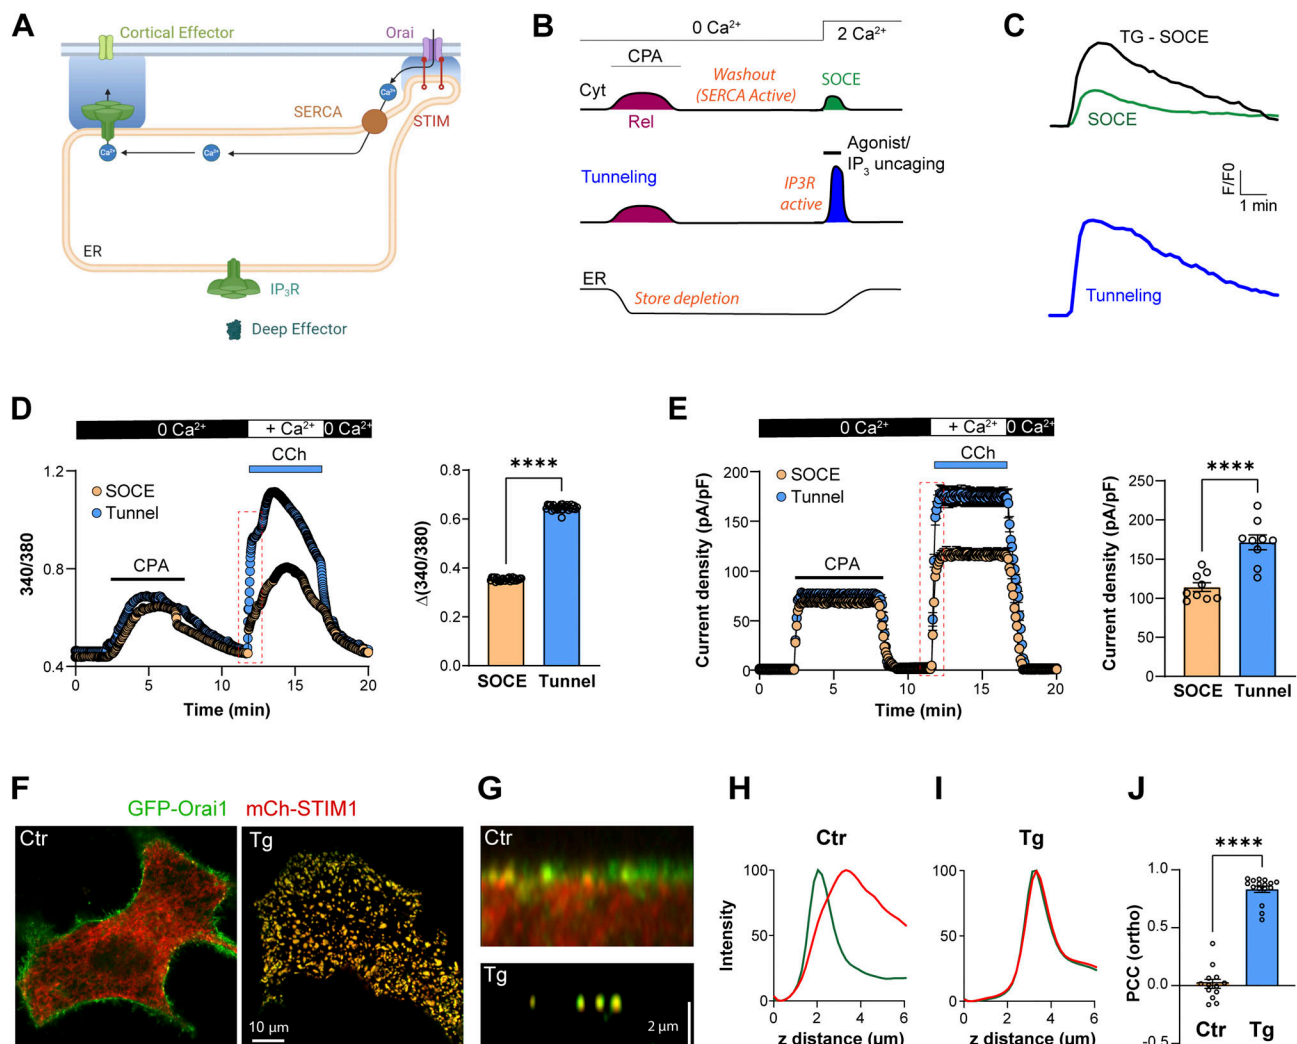 A
Cortical Effector
Orai
Ca²⁺
SERCA
STIM
Ca²⁺
Ca²⁺
ER
IP₃R
Deep Effector
B
0 Ca²⁺
2 Ca²⁺
CPA
Cyt
Washout
(SERCA Active)
SOCE
Rel
Agonist/
IP₃ uncaging
Tunneling
IP3R
active
ER
Store depletion
C
TG - SOCE
SOCE
F/F0
1 min
Tunneling
D
0 Ca²⁺
+ Ca²⁺
0 Ca²⁺
CCh
1.2
0.8
0.4
340/380
SOCE
Tunnel
CPA
0
5
10
15
20
Time (min)
0.8
0.6
0.4
0.2
0.0
Δ(340/380)
****
SOCE
Tunnel
E
0 Ca²⁺
+ Ca²⁺
0 Ca²⁺
CCh
200
150
100
50
0
Current density (pA/pF)
SOCE
Tunnel
CPA
0
5
10
15
20
Time (min)
250
200
150
100
50
0
Current density (pA/pF)
****
SOCE
Tunnel
F
GFP-Orai1 mCh-STIM1
Ctr
Tg
10 µm
G
Ctr
Tg
2 µm
H
Ctr
100
50
0
Intensity
0
2
4
6
z distance (µm)
I
Tg
100
50
0
0
2
4
6
z distance (µm)
J
****
1.0
0.5
0.0
-0.5
PCC (ortho)
Ctr
Tg